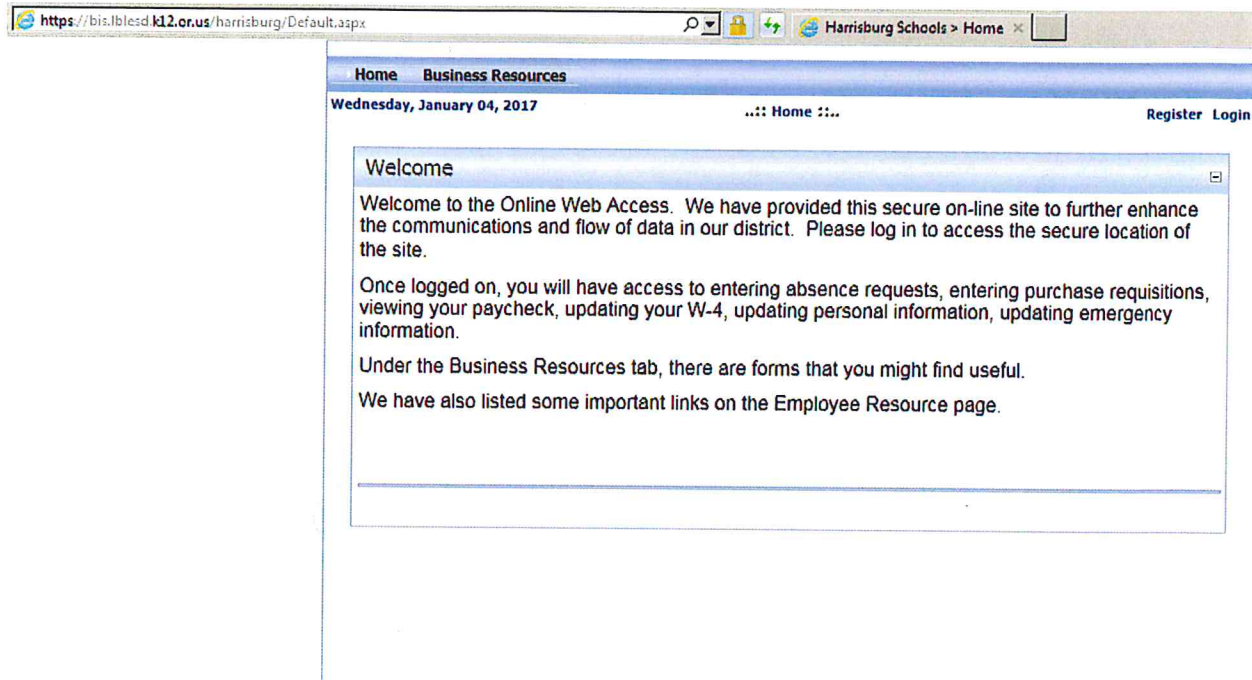 https://bis.lblesd.k12.or.us/harrisburg/Default.aspx
Harrisburg Schools > Home ×
Home Business Resources
Wednesday, January 04, 2017
..:: Home ::..
Register Login
Welcome
Welcome to the Online Web Access. We have provided this secure on-line site to further enhance
the communications and flow of data in our district. Please log in to access the secure location of
the site.
Once logged on, you will have access to entering absence requests, entering purchase requisitions,
viewing your paycheck, updating your W-4, updating personal information, updating emergency
information.
Under the Business Resources tab, there are forms that you might find useful.
We have also listed some important links on the Employee Resource page.